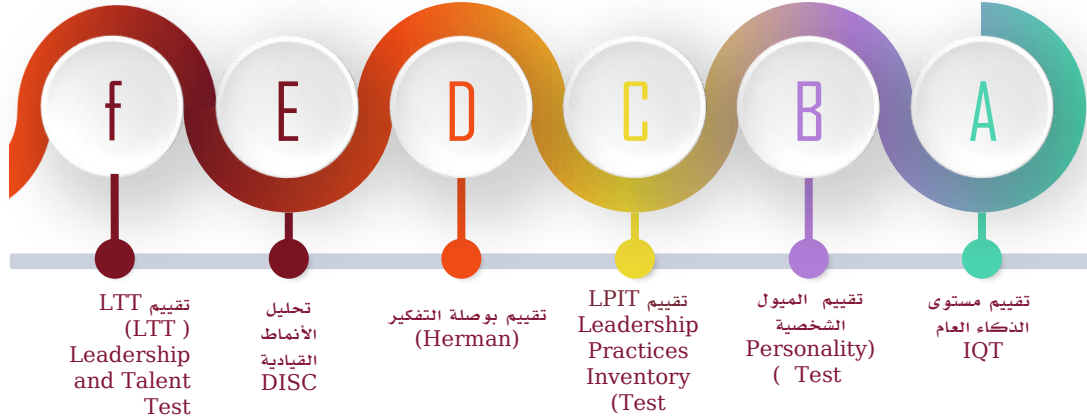 A
B
C
D
E
f
تقييم مستوى
الذكاء العام
IQT
تقييم الميول
الشخصية
Personality)
( Test
تقييم LPIT
Leadership
Practices
Inventory
(Test
تقييم بوصلة التفكير
(Herman)
تحليل
الأنماط
القيادية
DISC
تقييم LTT
(LTT )
Leadership
and Talent
Test